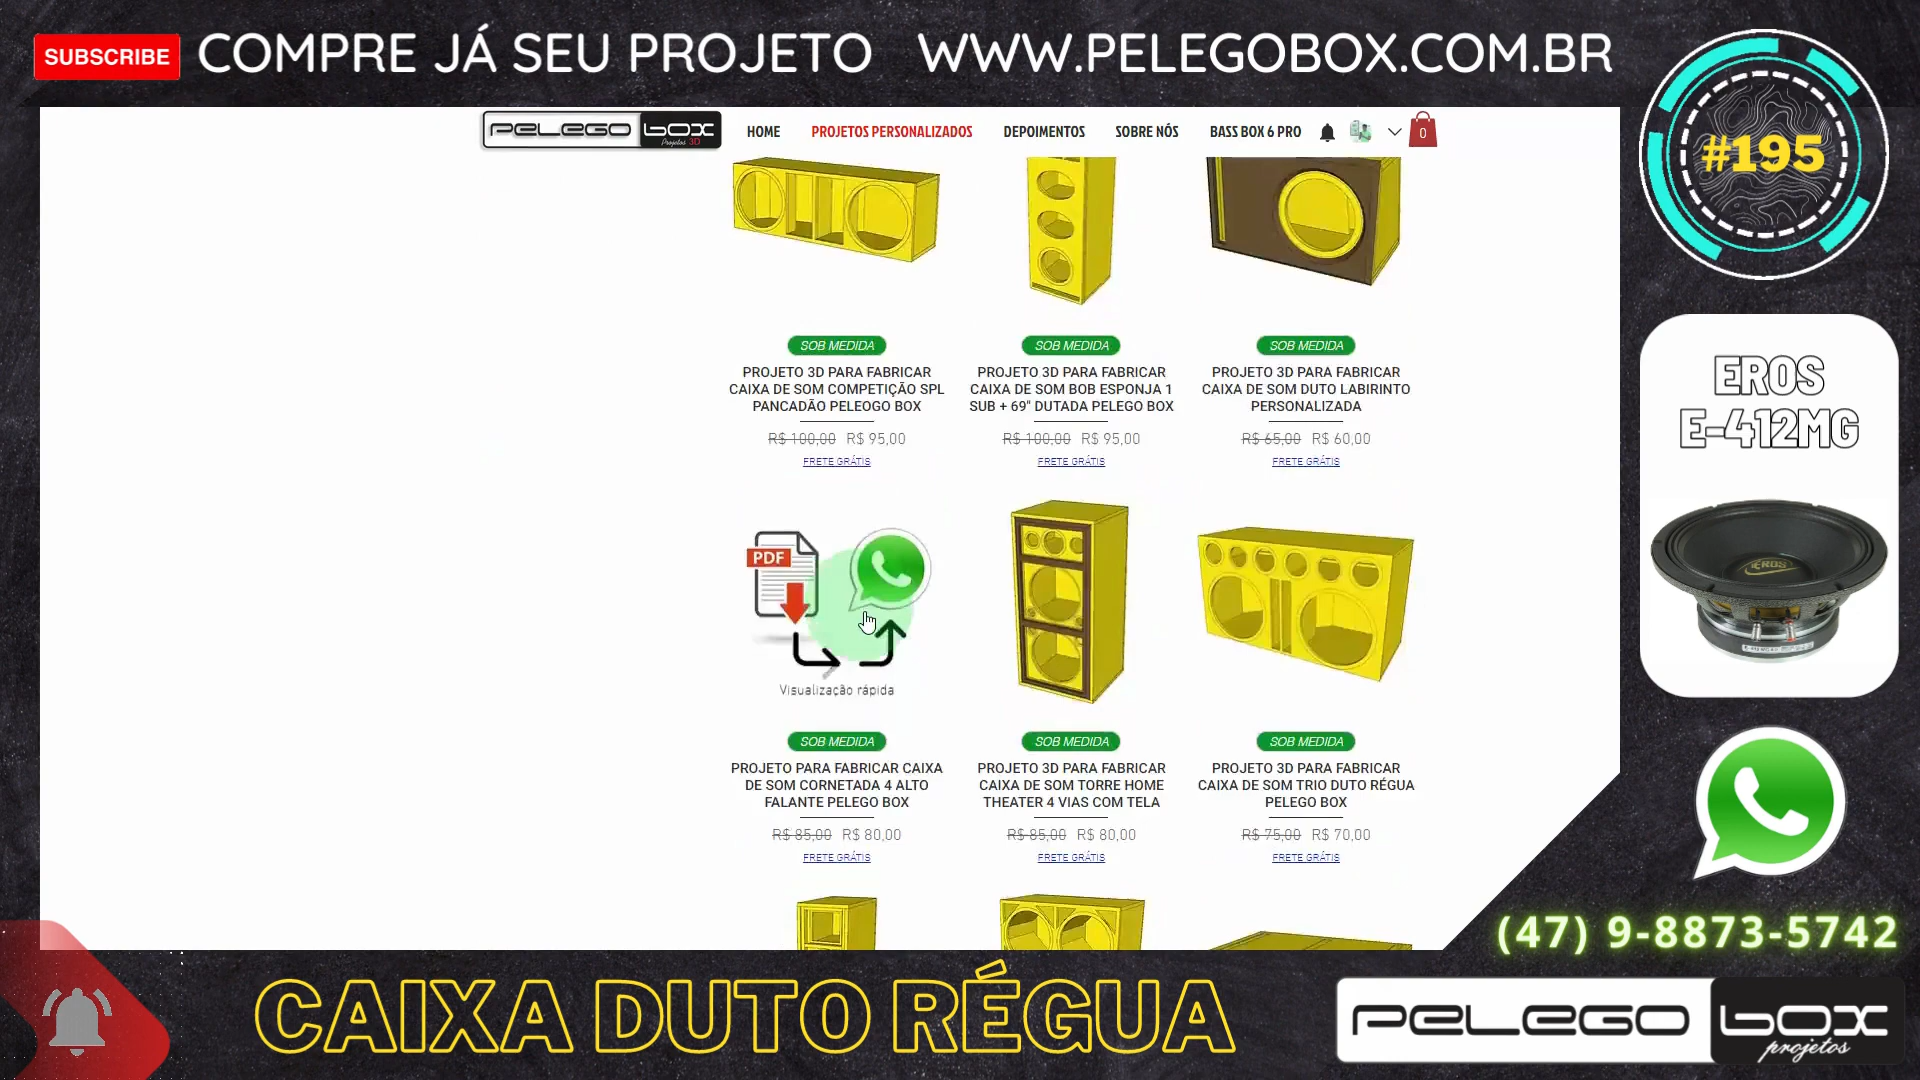 SUBSCRIBE
COMPRE JÁ SEU PROJETO WWW.PELEGOBOX.COM.BR
PELEGO BOX
Projetos 3D
HOME
PROJETOS PERSONALIZADOS
DEPOIMENTOS
SOBRE NÓS
BASS BOX 6 PRO
0
#195
SOB MEDIDA
PROJETO 3D PARA FABRICAR
CAIXA DE SOM COMPETIÇÃO SPL
PANCADÃO PELEOGO BOX
R$ 100,00 R$ 95,00
FRETE GRÁTIS
SOB MEDIDA
PROJETO 3D PARA FABRICAR
CAIXA DE SOM BOB ESPONJA 1
SUB + 69" DUTADA PELEGO BOX
R$ 100,00 R$ 95,00
FRETE GRÁTIS
SOB MEDIDA
PROJETO 3D PARA FABRICAR
CAIXA DE SOM DUTO LABIRINTO
PERSONALIZADA
R$ 65,00 R$ 60,00
FRETE GRÁTIS
EROS
E-412MG
EROS
PDF
Visualização rápida
SOB MEDIDA
PROJETO PARA FABRICAR CAIXA
DE SOM CORNETADA 4 ALTO
FALANTE PELEGO BOX
R$ 85,00 R$ 80,00
FRETE GRÁTIS
SOB MEDIDA
PROJETO 3D PARA FABRICAR
CAIXA DE SOM TORRE HOME
THEATER 4 VIAS COM TELA
R$ 85,00 R$ 80,00
FRETE GRÁTIS
SOB MEDIDA
PROJETO 3D PARA FABRICAR
CAIXA DE SOM TRIO DUTO RÉGUA
PELEGO BOX
R$ 75,00 R$ 70,00
FRETE GRÁTIS
(47) 9-8873-5742
CAIXA DUTO RÉGUA
PELEGO BOX
projetos